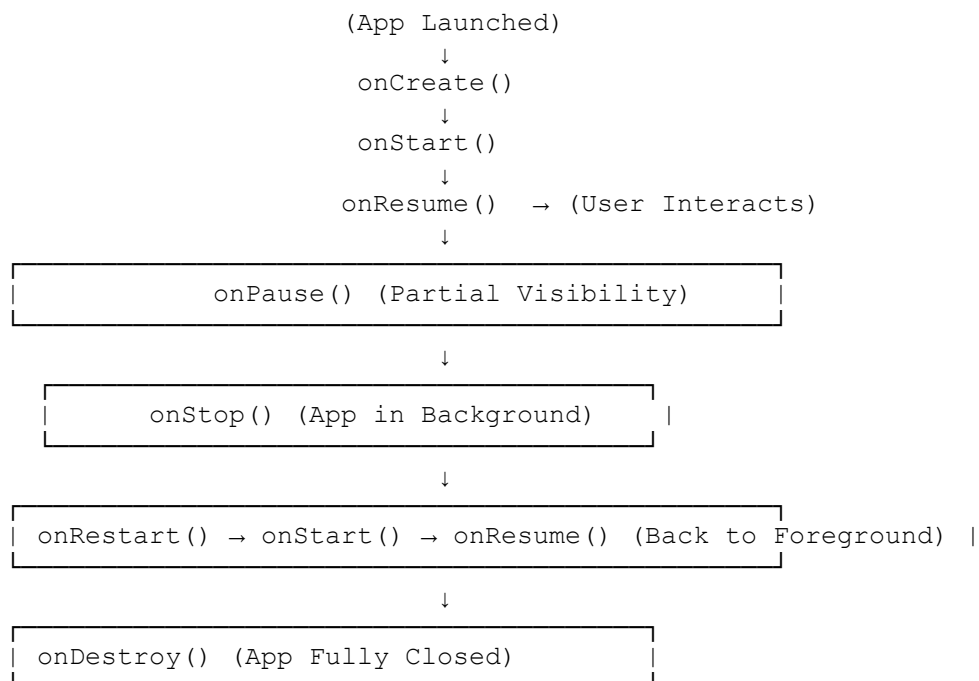 (App Launched)
↓
onCreate()
↓
onStart()
↓
onResume() → (User Interacts)
↓
| onPause() (Partial Visibility) |
↓
| onStop() (App in Background) |
↓
| onRestart() → onStart() → onResume() (Back to Foreground) |
↓
| onDestroy() (App Fully Closed) |